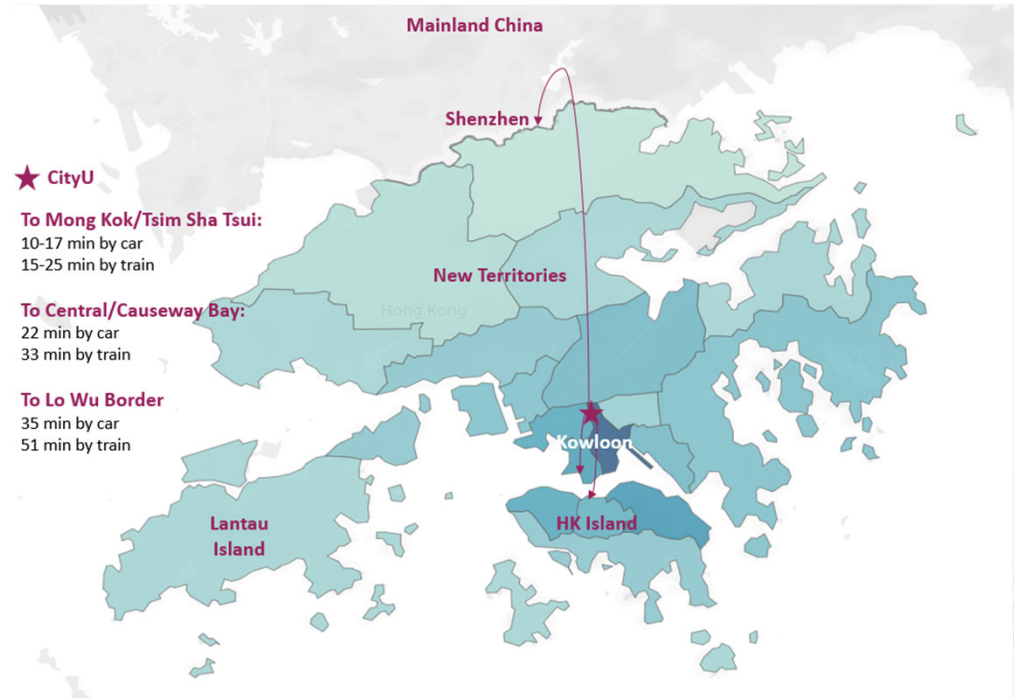 Mainland China
Shenzhen
CityU
To Mong Kok/Tsim Sha Tsui:
10-17 min by car
15-25 min by train
New Territories
To Central/Causeway Bay:
Hong Kong
22 min by car
33 min by train
To Lo Wu Border
35 min by car
51 min by train
Kowloon
Lantau
Island
HK Island